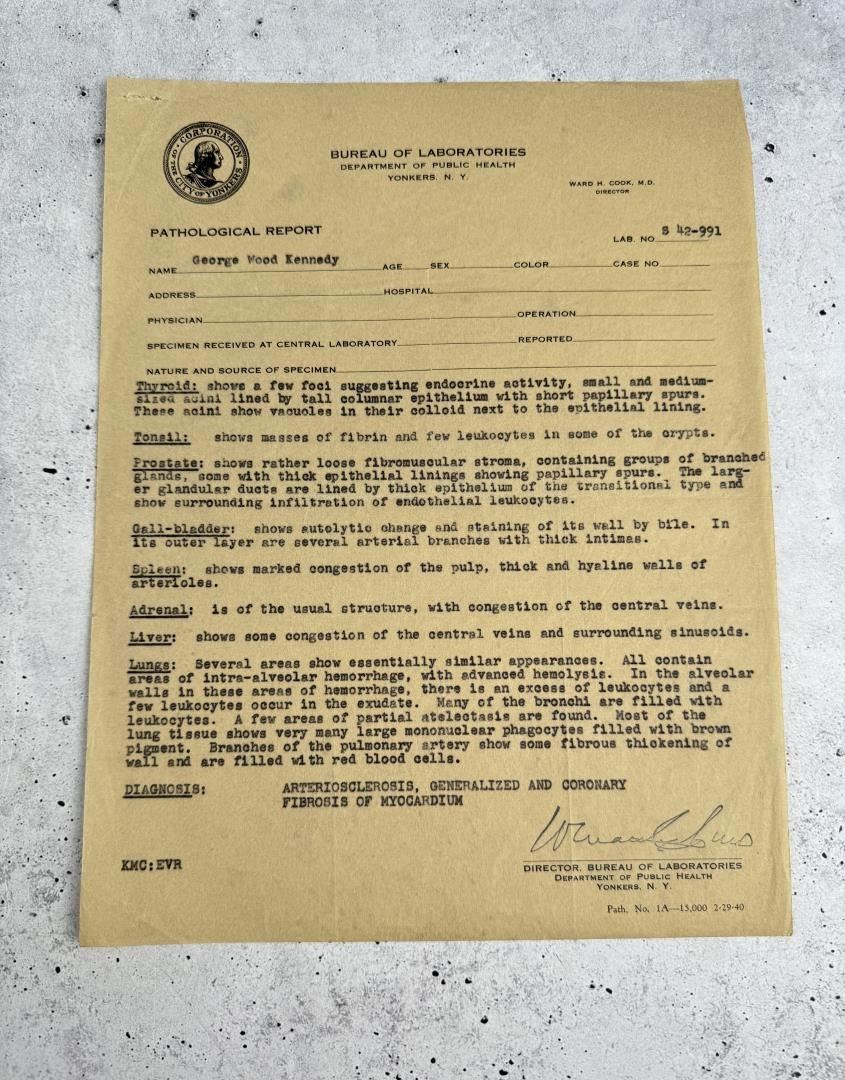 CORPORATION OF THE CITY OF YONKERS
BUREAU OF LABORATORIES
DEPARTMENT OF PUBLIC HEALTH
YONKERS, N. Y.
WARD H. COOK, M.D.
DIRECTOR
PATHOLOGICAL REPORT
LAB. NO. S 42-991
NAME George Wood Kennedy AGE SEX COLOR CASE NO.
ADDRESS HOSPITAL
PHYSICIAN OPERATION
SPECIMEN RECEIVED AT CENTRAL LABORATORY REPORTED
NATURE AND SOURCE OF SPECIMEN
Thyroid: shows a few foci suggesting endocrine activity, small and medium-
sized acini lined by tall columnar epithelium with short papillary spurs.
These acini show vacuoles in their colloid next to the epithelial lining.
Tonsil: shows masses of fibrin and few leukocytes in some of the crypts.
Prostate: shows rather loose fibromuscular stroma, containing groups of branched
glands, some with thick epithelial linings showing papillary spurs. The larg-
er glandular ducts are lined by thick epithelium of the transitional type and
show surrounding infiltration of endothelial leukocytes.
Gall-bladder: shows autolytic change and staining of its wall by bile. In
its outer layer are several arterial branches with thick intimas.
Spleen: shows marked congestion of the pulp, thick and hyaline walls of
arterioles.
Adrenal: is of the usual structure, with congestion of the central veins.
Liver: shows some congestion of the central veins and surrounding sinusoids.
Lungs: Several areas show essentially similar appearances. All contain
areas of intra-alveolar hemorrhage, with advanced hemolysis. In the alveolar
walls in these areas of hemorrhage, there is an excess of leukocytes and a
few leukocytes occur in the exudate. Many of the bronchi are filled with
leukocytes. A few areas of partial atelectasis are found. Most of the
lung tissue shows very many large mononuclear phagocytes filled with brown
pigment. Branches of the pulmonary artery show some fibrous thickening of
wall and are filled with red blood cells.
DIAGNOSIS: ARTERIOSCLEROSIS, GENERALIZED AND CORONARY
FIBROSIS OF MYOCARDIUM
KMC:EVR
DIRECTOR, BUREAU OF LABORATORIES
DEPARTMENT OF PUBLIC HEALTH
YONKERS, N. Y.
Path. No. 1A—15,000 2-29-40